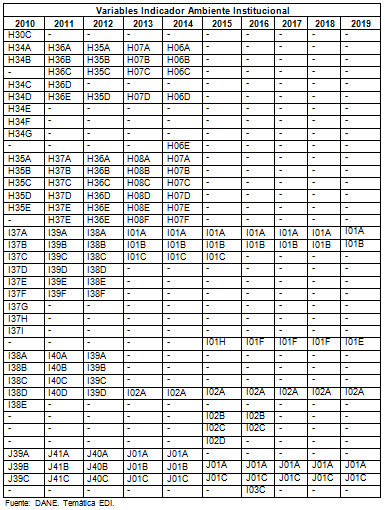 Variables Indicador Ambiente Institucional
2010 2011 2012 2013 2014 2015 2016 2017 2018 2019
H30C - - - - - - - - -
H34A H36A H35A H07A H06A - - - - -
H34B H36B H35B H07B H06B - - - - -
- H36C H35C H07C H06C - - - - -
H34C H36D - - - - - - - -
H34D H36E H35D H07D H06D - - - - -
H34E - - - - - - - - -
H34F - - - - - - - - -
H34G - - - - - - - - -
- - - - H06E - - - - -
H35A H37A H36A H08A H07A - - - - -
H35B H37B H36B H08B H07B - - - - -
H35C H37C H36C H08C H07C - - - - -
H35D H37D H36D H08D H07D - - - - -
H35E H37E H36E H08E H07E - - - - -
- H37E H36E H08F H07F - - - - -
I37A I39A I38A I01A I01A I01A I01A I01A I01A I01A
I37B I39B I38B I01B I01B I01B I01B I01B I01B I01B
I37C I39C I38C I01C I01C I01C - - - -
I37D I39D I38D - - - - - - -
I37E I39E I38E - - - - - - -
I37F I39F I38F - - - - - - -
I37G - - - - - - - - -
I37H - - - - - - - - -
I37I - - - - - - - - -
- - - - - I01H I01F I01F I01F I01E
I38A I40A I39A - - - - - - -
I38B I40B I39B - - - - - - -
I38C I40C I39C - - - - - - -
I38D I40D I39D I02A I02A I02A I02A I02A I02A I02A
I38E - - - - - - - - -
- - - - - I02B I02B - - -
- - - - - I02C I02C - - -
- - - - - I02D - - - -
J39A J41A J40A J01A J01A - - - - -
J39B J41B J40B J01B J01B J01A J01A J01A J01A J01A
J39C J41C J40C J01C J01C J01C J01C J01C J01C J01C
- - - - - - I03C - - -
Fuente: DANE. Temática EDI.